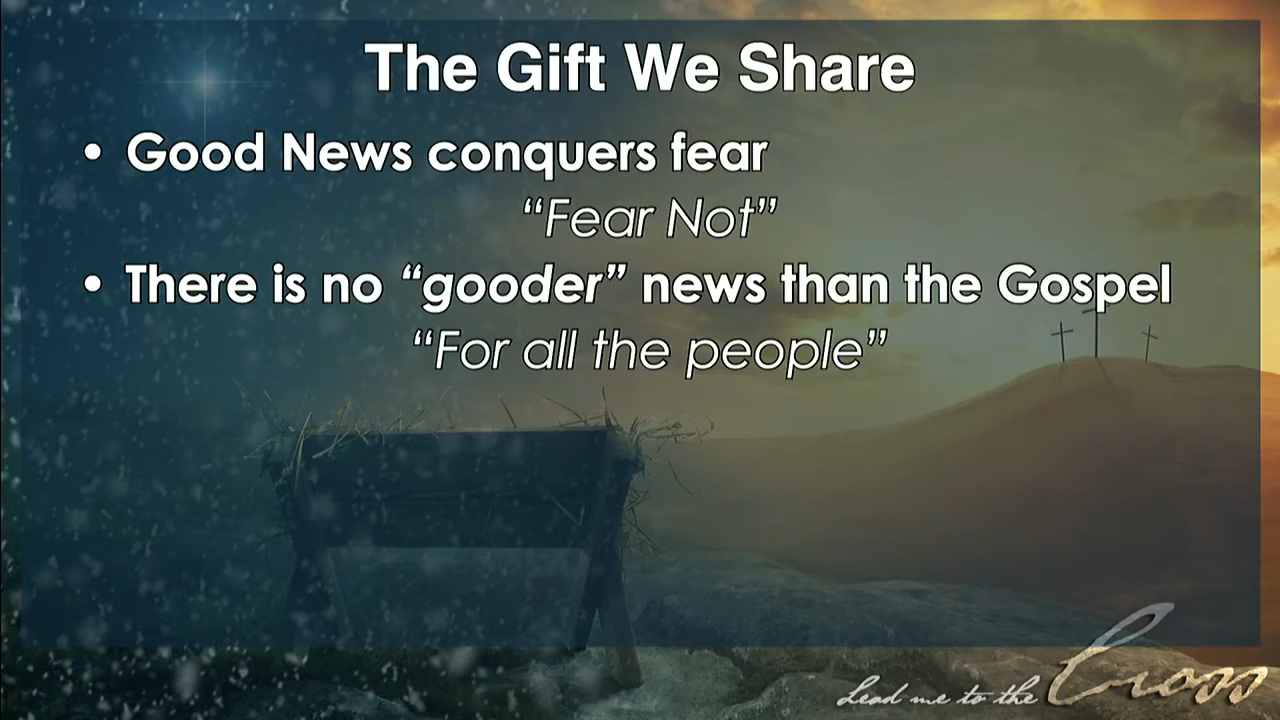 The Gift We Share
• Good News conquers fear
“Fear Not”
• There is no “gooder” news than the Gospel
“For all the people”
Lead me to the Cross